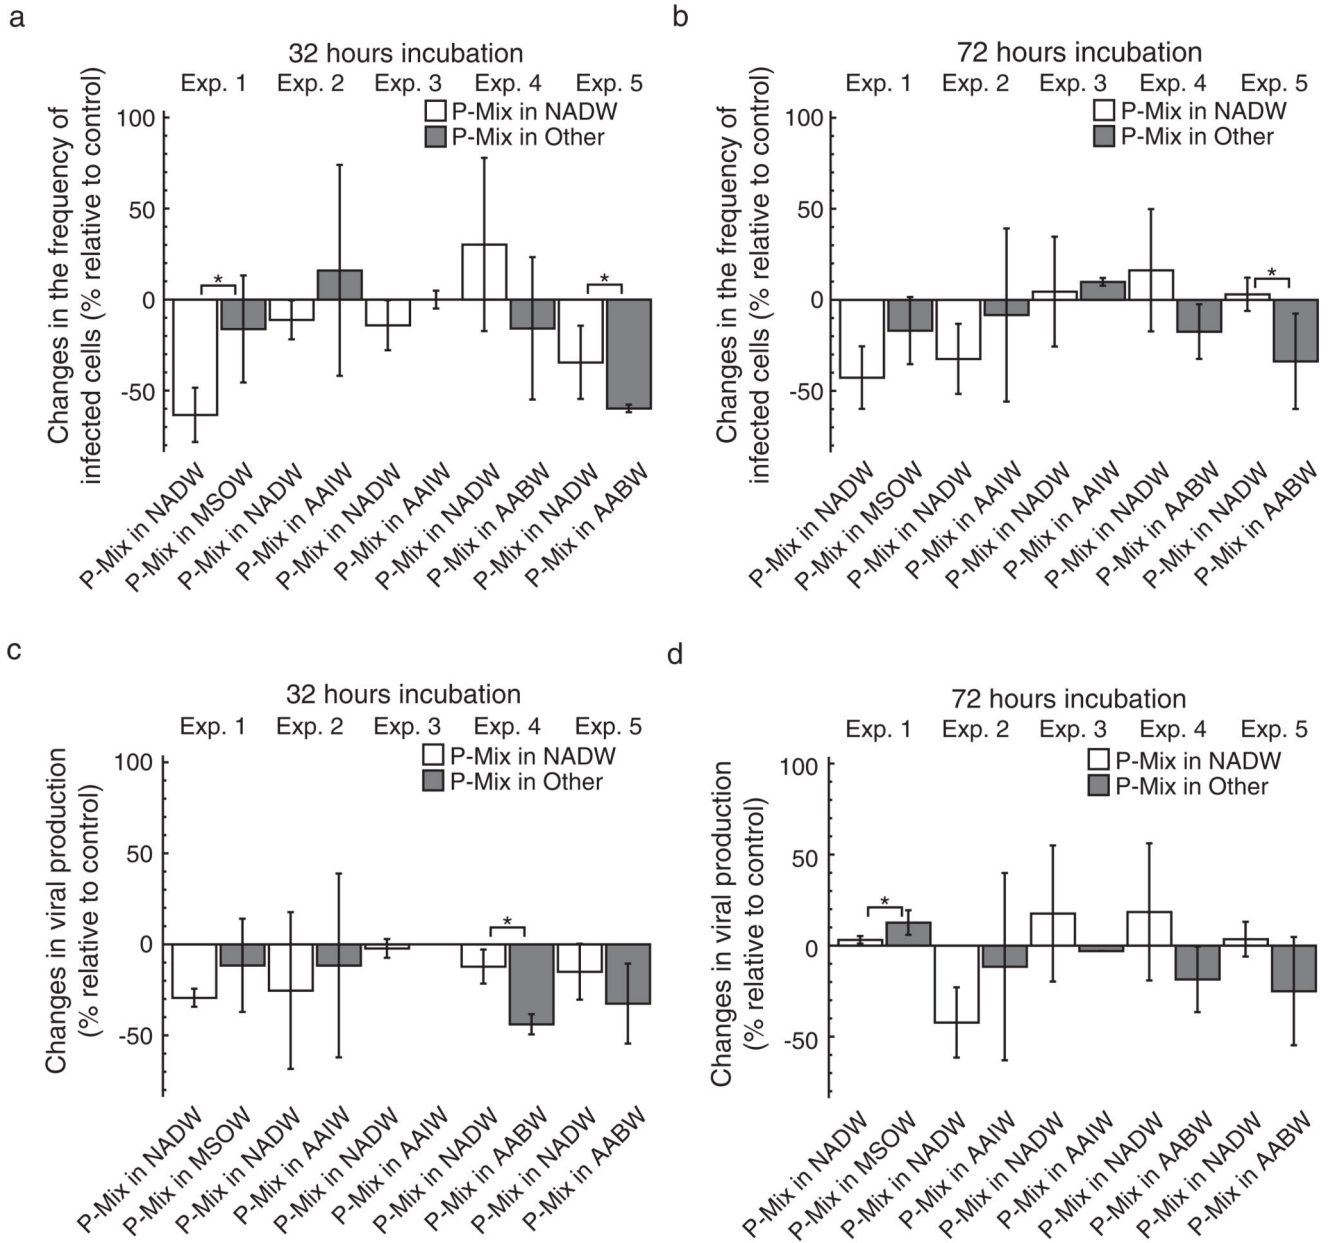 a
32 hours incubation
Exp. 1 Exp. 2 Exp. 3 Exp. 4 Exp. 5
P-Mix in NADW
P-Mix in Other
Changes in the frequency of
infected cells (% relative to control)
100
50
0
-50
*
*
P-Mix in NADW
P-Mix in MSOW
P-Mix in NADW
P-Mix in AAIW
P-Mix in NADW
P-Mix in AAIW
P-Mix in NADW
P-Mix in AABW
P-Mix in NADW
P-Mix in AABW
b
72 hours incubation
Exp. 1 Exp. 2 Exp. 3 Exp. 4 Exp. 5
P-Mix in NADW
P-Mix in Other
Changes in the frequency of
infected cells (% relative to control)
100
50
0
-50
*
P-Mix in NADW
P-Mix in MSOW
P-Mix in NADW
P-Mix in AAIW
P-Mix in NADW
P-Mix in AAIW
P-Mix in NADW
P-Mix in AABW
P-Mix in NADW
P-Mix in AABW
c
32 hours incubation
Exp. 1 Exp. 2 Exp. 3 Exp. 4 Exp. 5
P-Mix in NADW
P-Mix in Other
Changes in viral production
(% relative to control)
100
50
0
-50
*
P-Mix in NADW
P-Mix in MSOW
P-Mix in NADW
P-Mix in AAIW
P-Mix in NADW
P-Mix in AAIW
P-Mix in NADW
P-Mix in AABW
P-Mix in NADW
P-Mix in AABW
d
72 hours incubation
Exp. 1 Exp. 2 Exp. 3 Exp. 4 Exp. 5
P-Mix in NADW
P-Mix in Other
Changes in viral production
(% relative to control)
100
50
0
-50
*
P-Mix in NADW
P-Mix in MSOW
P-Mix in NADW
P-Mix in AAIW
P-Mix in NADW
P-Mix in AAIW
P-Mix in NADW
P-Mix in AABW
P-Mix in NADW
P-Mix in AABW